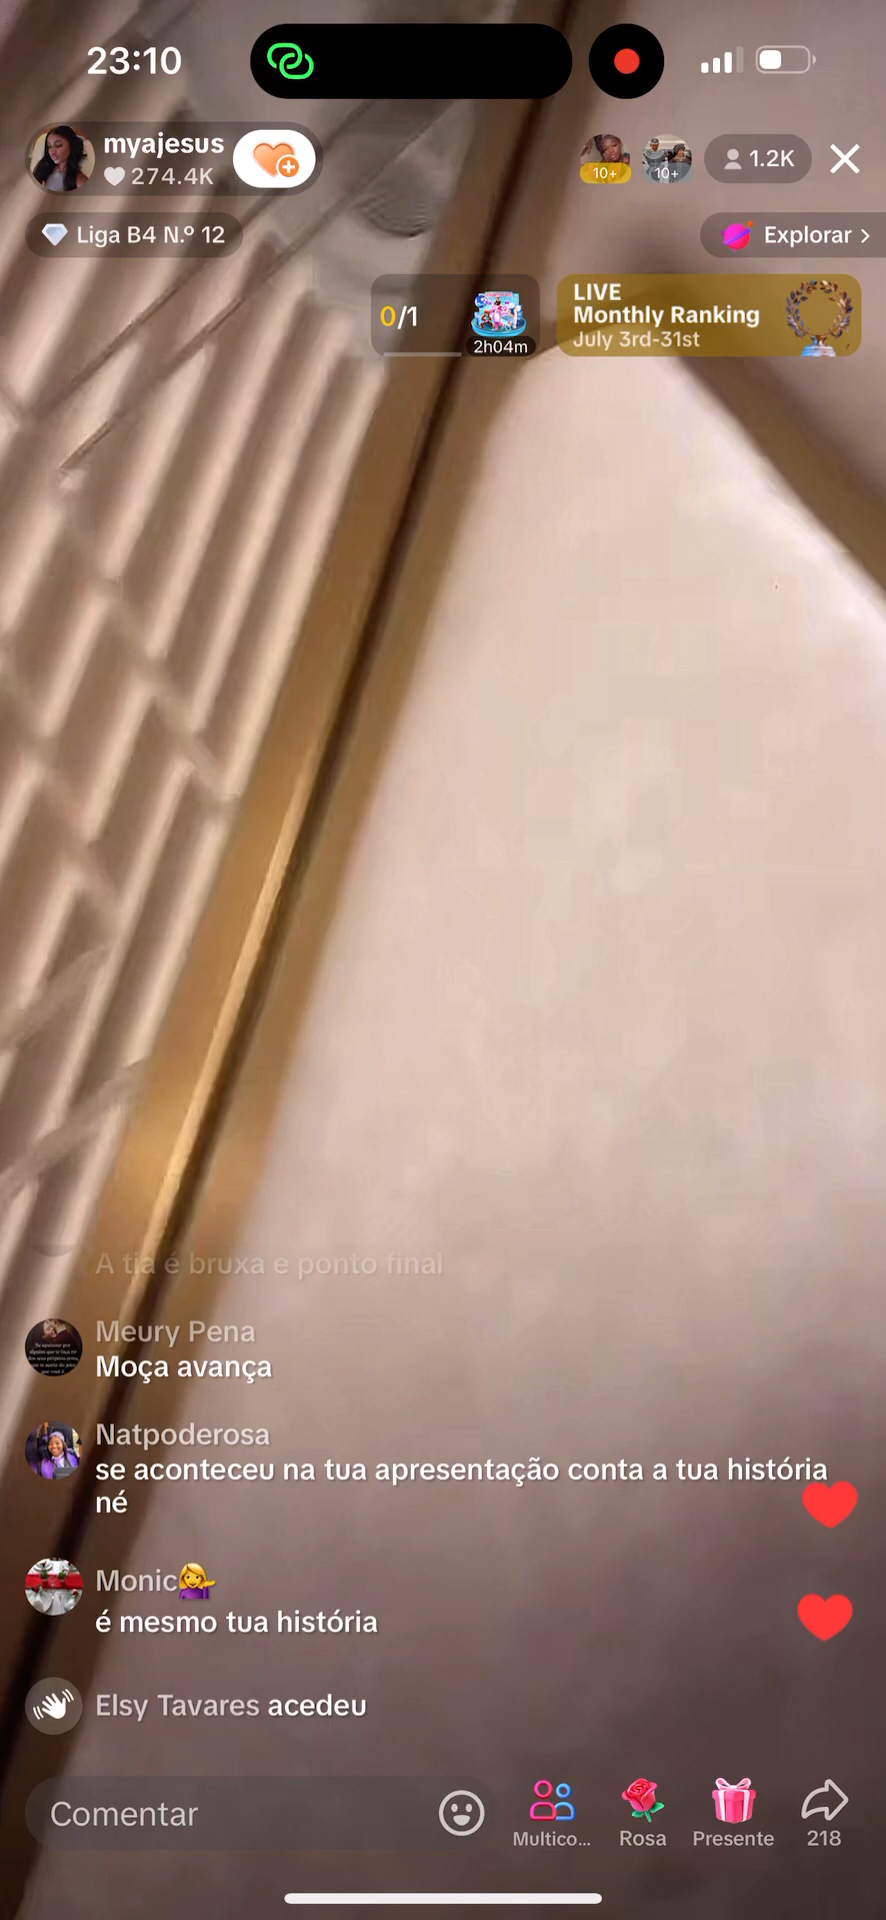 23:10
myajesus
274.4K
10+
10+
1.2K
Liga B4 N.º 12
Explorar
0/1
2h04m
LIVE
Monthly Ranking
July 3rd-31st
A tia é bruxa e ponto final
Meury Pena
Moça avança
Natpoderosa
se aconteceu na tua apresentação conta a tua história
né
Monic💁‍♀️
é mesmo tua história
Elsy Tavares acedeu
Comentar
Multico...
Rosa
Presente
218